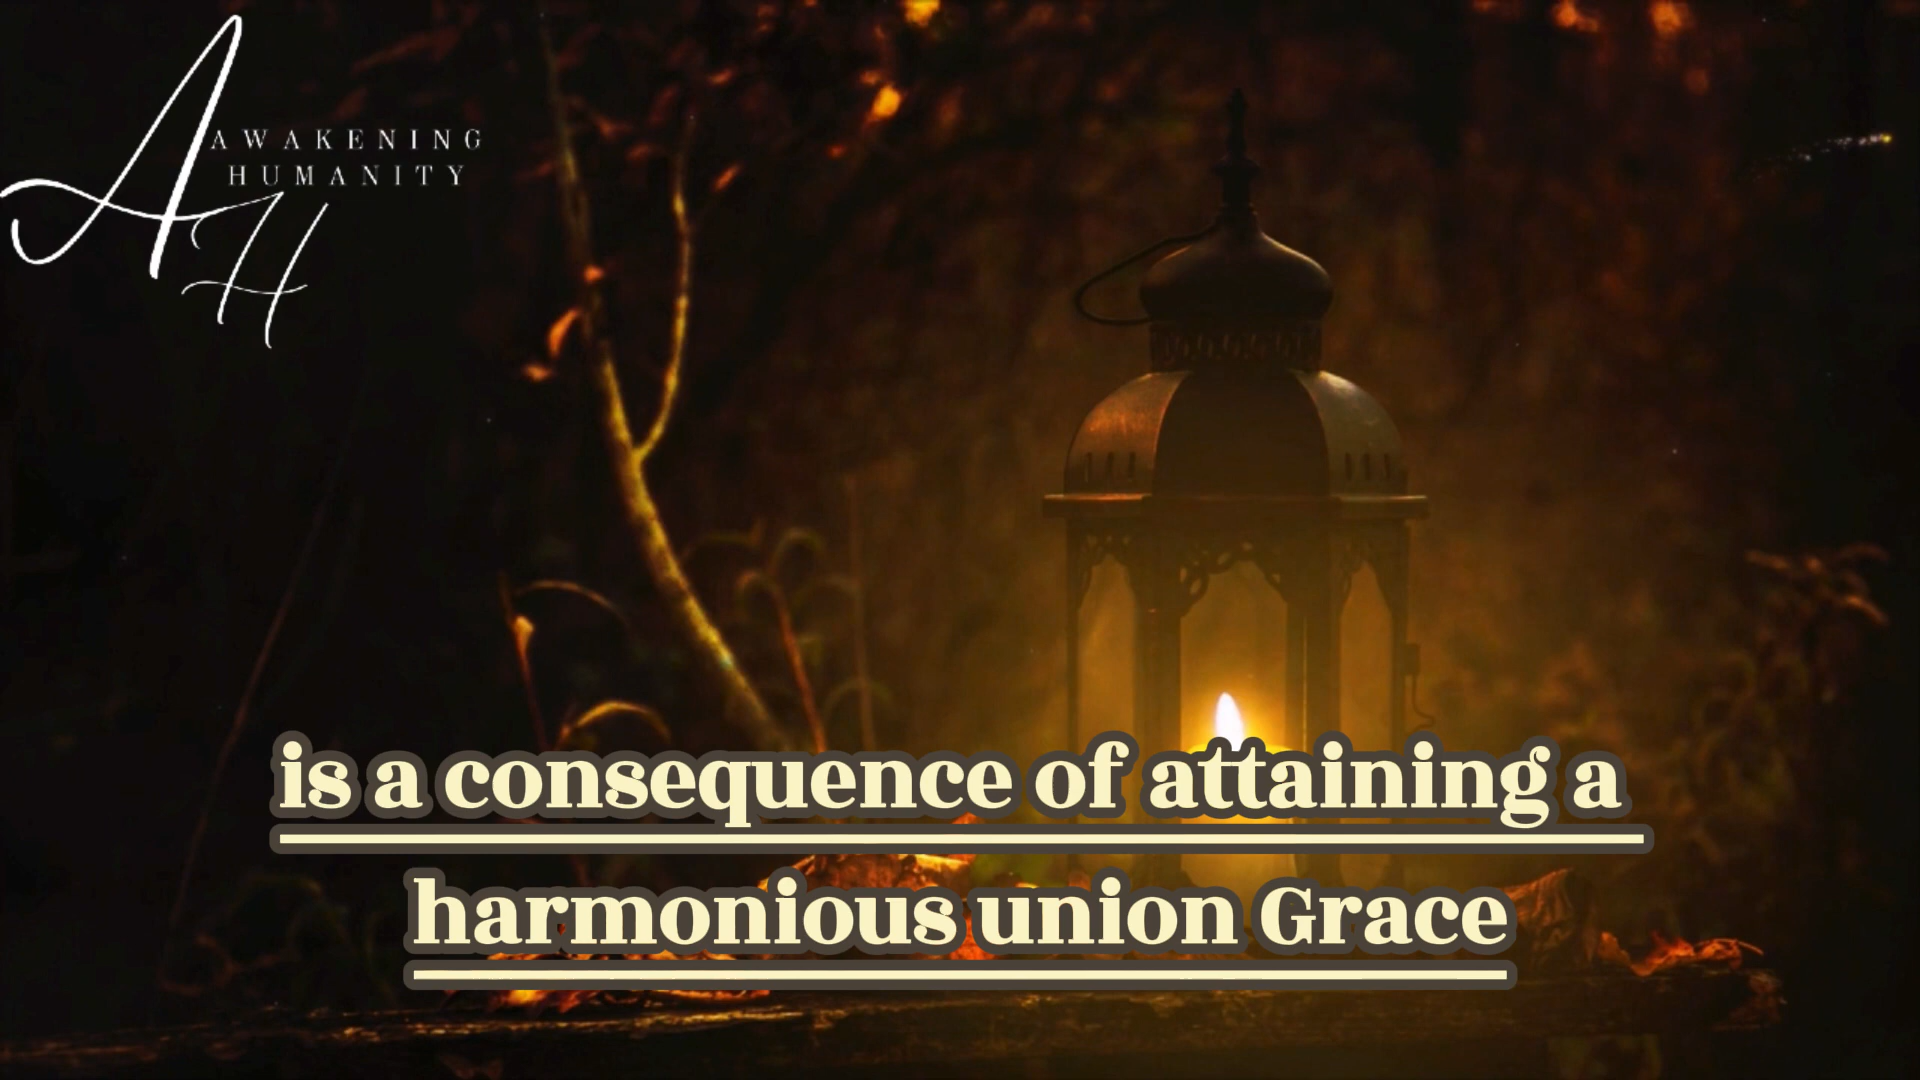 AWAKENING
HUMANITY
AH
is a consequence of attaining a
harmonious union Grace